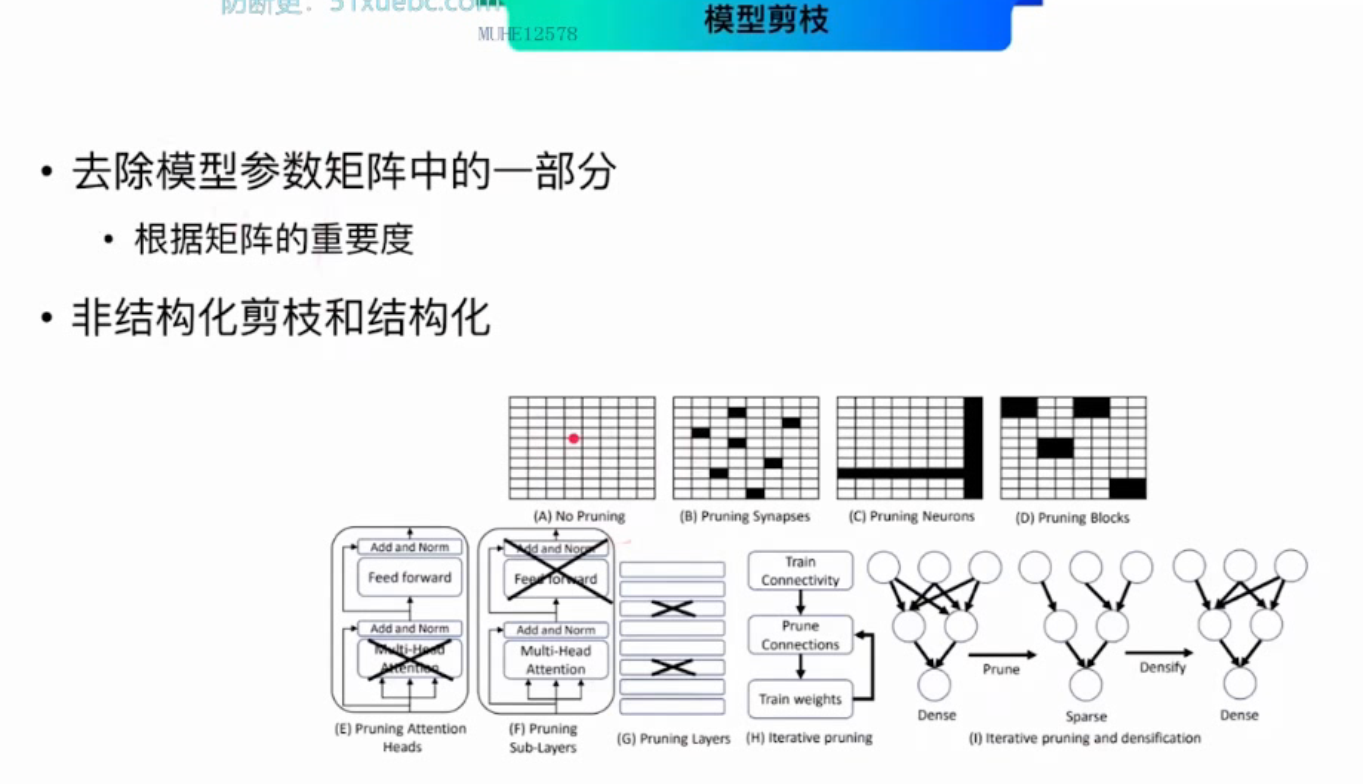 防断更：51xuebc.com
MUHE12578
模型剪枝
• 去除模型参数矩阵中的一部分
• 根据矩阵的重要度
• 非结构化剪枝和结构化
(A) No Pruning
(B) Pruning Synapses
(C) Pruning Neurons
(D) Pruning Blocks
Add and Norm
Feed forward
Add and Norm
Multi-Head
Attention
(E) Pruning Attention
Heads
Add and Norm
Feed forward
Add and Norm
Multi-Head
Attention
(F) Pruning
Sub-Layers
(G) Pruning Layers
Train
Connectivity
Prune
Connections
Train weights
(H) Iterative pruning
Dense
Prune
Sparse
Densify
Dense
(I) Iterative pruning and densification